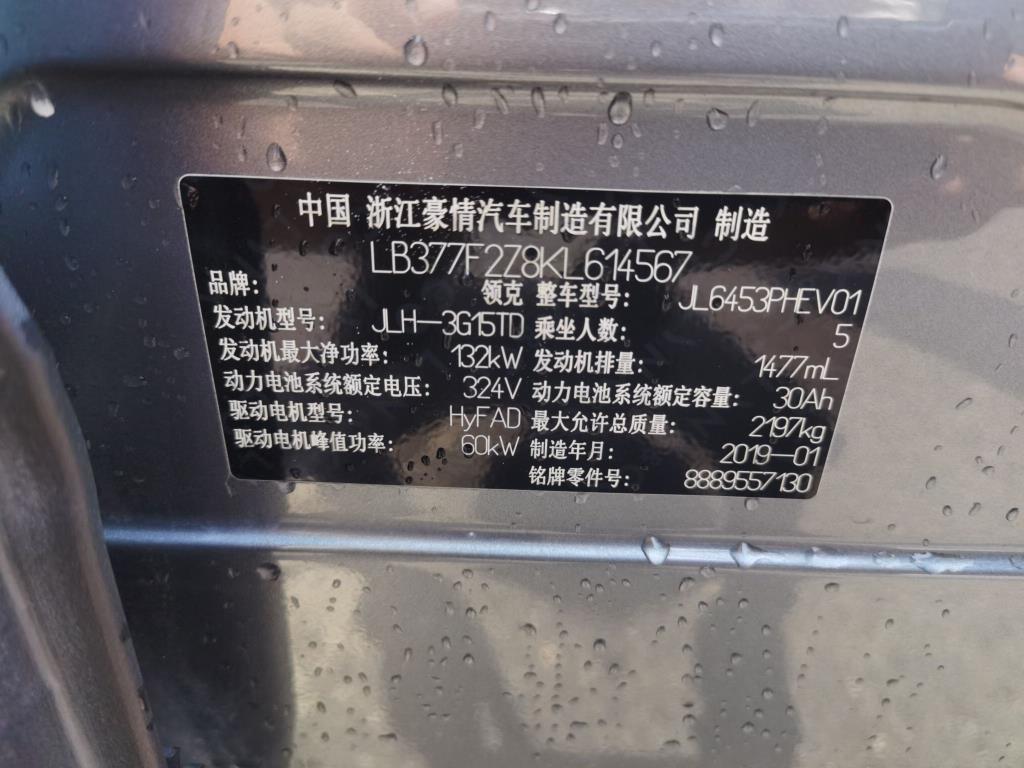 中国 浙江豪情汽车制造有限公司 制造
LB377F2Z8KL614567
品牌: 领克 整车型号: JL6453PHEV01
发动机型号: JLH-3G15TD 乘坐人数: 5
发动机最大净功率: 132kW 发动机排量: 1477mL
动力电池系统额定电压: 324V 动力电池系统额定容量: 30Ah
驱动电机型号: HyFAD 最大允许总质量: 2197kg
驱动电机峰值功率: 60kW 制造年月: 2019-01
铭牌零件号: 8889557130